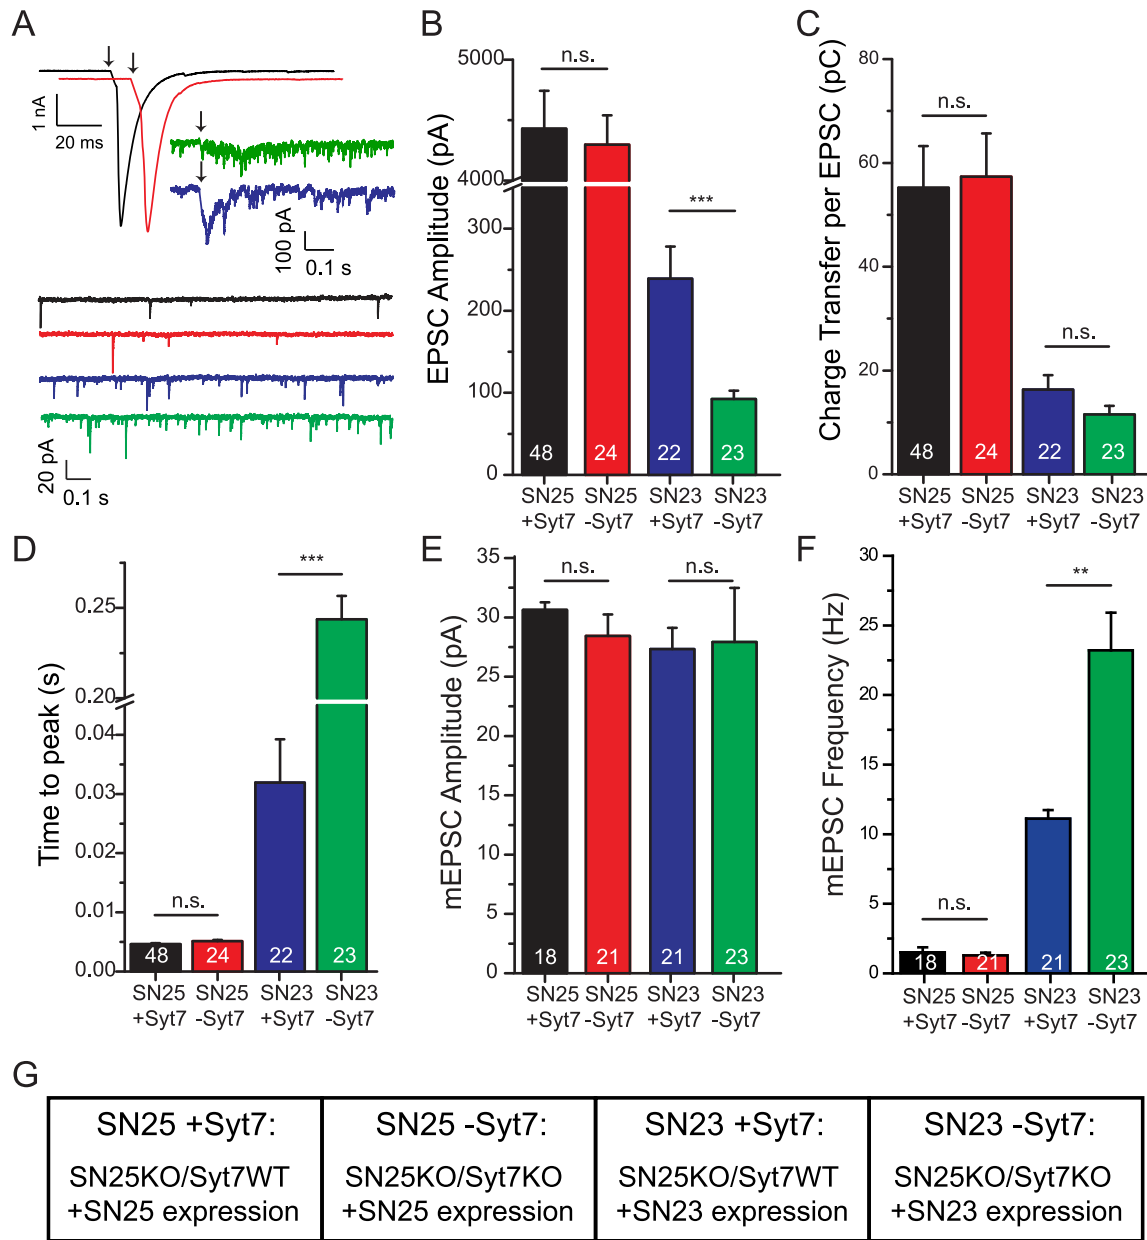 A
1 nA
20 ms
100 pA
0.1 s
20 pA
0.1 s
B
EPSC Amplitude (pA)
5000
4000
300
200
100
0
n.s.
***
48
24
22
23
SN25 SN25 SN23 SN23
+Syt7 -Syt7 +Syt7 -Syt7
C
Charge Transfer per EPSC (pC)
80
60
40
20
0
n.s.
n.s.
48
24
22
23
SN25 SN25 SN23 SN23
+Syt7 -Syt7 +Syt7 -Syt7
D
Time to peak (s)
0.25
0.20
0.04
0.03
0.02
0.01
0.00
n.s.
***
48
24
22
23
SN25 SN25 SN23 SN23
+Syt7 -Syt7 +Syt7 -Syt7
E
mEPSC Amplitude (pA)
35
30
25
20
15
10
5
0
n.s.
n.s.
18
21
21
23
SN25 SN25 SN23 SN23
+Syt7 -Syt7 +Syt7 -Syt7
F
mEPSC Frequency (Hz)
30
25
20
15
10
5
0
n.s.
**
18
21
21
23
SN25 SN25 SN23 SN23
+Syt7 -Syt7 +Syt7 -Syt7
G
SN25 +Syt7:
SN25KO/Syt7WT
+SN25 expression
SN25 -Syt7:
SN25KO/Syt7KO
+SN25 expression
SN23 +Syt7:
SN25KO/Syt7WT
+SN23 expression
SN23 -Syt7:
SN25KO/Syt7KO
+SN23 expression